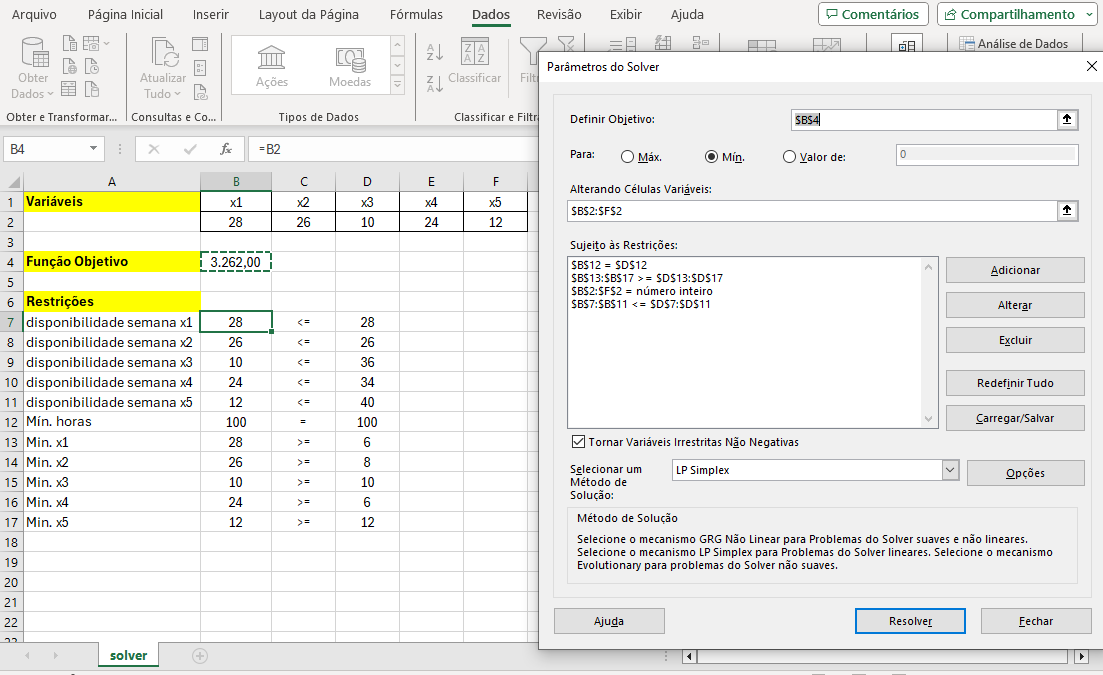 Arquivo Página Inicial Inserir Layout da Página Fórmulas Dados Revisão Exibir Ajuda Comentários Compartilhamento
Obter Dados
Atualizar Tudo
Ações
Moedas
Classificar
Filtr
Análise de Dados
Obter e Transformar... Consultas e Co... Tipos de Dados Classificar e Filtra
B4 fx =B2
A B C D E F
1 Variáveis x1 x2 x3 x4 x5
2 28 26 10 24 12
3
4 Função Objetivo 3.262,00
5
6 Restrições
7 disponibilidade semana x1 28 <= 28
8 disponibilidade semana x2 26 <= 26
9 disponibilidade semana x3 10 <= 36
10 disponibilidade semana x4 24 <= 34
11 disponibilidade semana x5 12 <= 40
12 Mín. horas 100 = 100
13 Min. x1 28 >= 6
14 Min. x2 26 >= 8
15 Min. x3 10 >= 10
16 Min. x4 24 >= 6
17 Min. x5 12 >= 12
18
19
20
21
22
23
solver
Parâmetros do Solver
Definir Objetivo: $B$4
Para: Máx. Mín. Valor de: 0
Alterando Células Variáveis:
$B$2:$F$2
Sujeito às Restrições:
$B$12 = $D$12
$B$13:$B$17 >= $D$13:$D$17
$B$2:$F$2 = número inteiro
$B$7:$B$11 <= $D$7:$D$11
Adicionar
Alterar
Excluir
Redefinir Tudo
Carregar/Salvar
Tornar Variáveis Irrestritas Não Negativas
Selecionar um
Método de
Solução:
LP Simplex
Opções
Método de Solução
Selecione o mecanismo GRG Não Linear para Problemas do Solver suaves e não lineares.
Selecione o mecanismo LP Simplex para Problemas do Solver lineares. Selecione o mecanismo
Evolutionary para problemas do Solver não suaves.
Ajuda Resolver Fechar